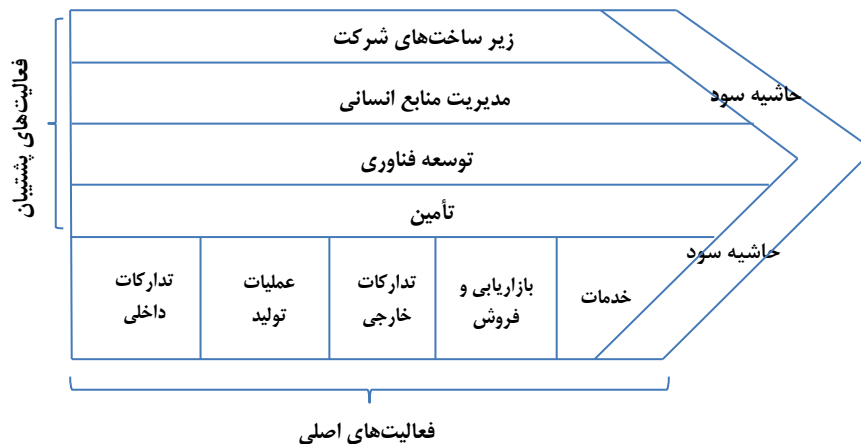 زیر ساخت‌های شرکت
حاشیه سود
مدیریت منابع انسانی
فعالیت‌های پشتیبان
توسعه فناوری
تأمین
حاشیه سود
تدارکات
داخلی
عملیات
تولید
تدارکات
خارجی
بازاریابی و
فروش
خدمات
فعالیت‌های اصلی